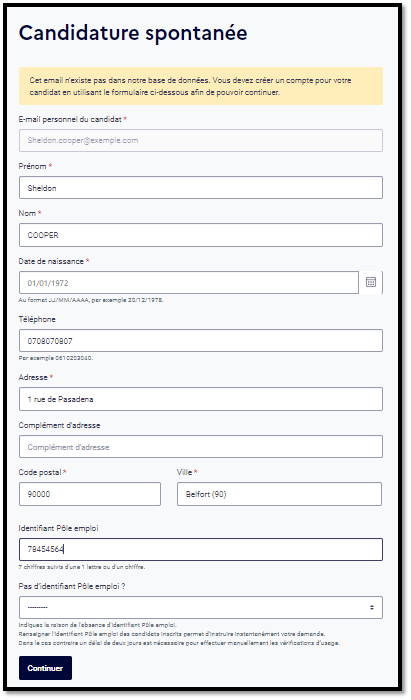 Candidature spontanée
Cet email n'existe pas dans notre base de données. Vous devez créer un compte pour votre
candidat en utilisant le formulaire ci-dessous afin de pouvoir continuer.
E-mail personnel du candidat *
Sheldon.cooper@exemple.com
Prénom *
Sheldon
Nom *
COOPER
Date de naissance *
01/01/1972
Au format JJ/MM/AAAA, par exemple 20/12/1978.
Téléphone
0708070807
Par exemple 0610203040.
Adresse *
1 rue de Pasadena
Complément d'adresse
Complément d'adresse
Code postal * Ville *
90000 Belfort (90)
Identifiant Pôle emploi
78454564
7 chiffres suivis d'une 1 lettre ou d'un chiffre.
Pas d'identifiant Pôle emploi ?
---------
Indiquez la raison de l'absence d'identifiant Pôle emploi.
Renseigner l'identifiant Pôle emploi des candidats inscrits permet d'instruire instantanément votre demande.
Dans le cas contraire un délai de deux jours est nécessaire pour effectuer manuellement les vérifications d'usage.
Continuer